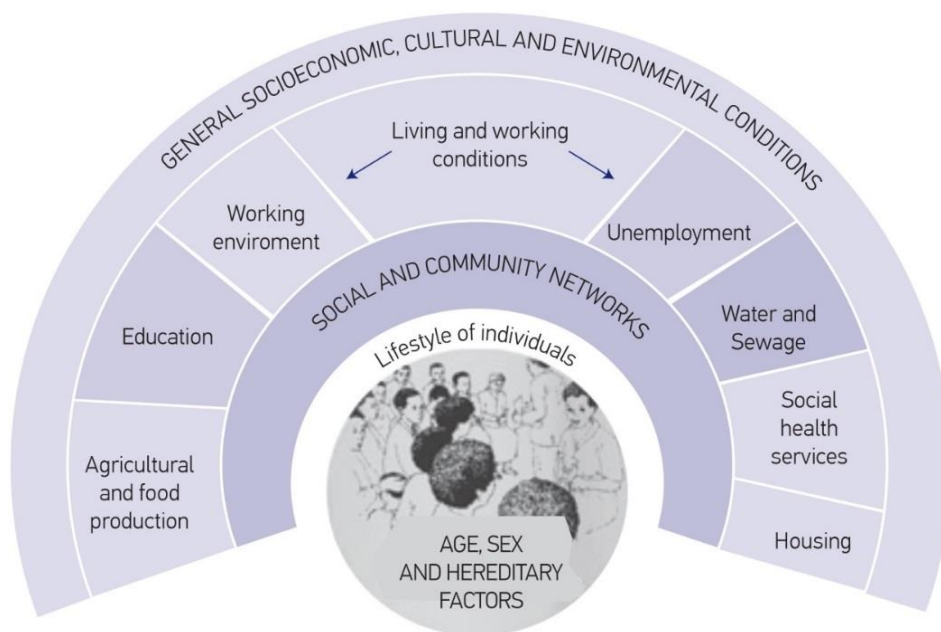 GENERAL SOCIOECONOMIC, CULTURAL AND ENVIRONMENTAL CONDITIONS
Living and working
conditions
Working
enviroment
Unemployment
Education
Water and
Sewage
Agricultural
and food
production
Social
health
services
Housing
SOCIAL AND COMMUNITY NETWORKS
Lifestyle of individuals
AGE, SEX
AND HEREDITARY
FACTORS